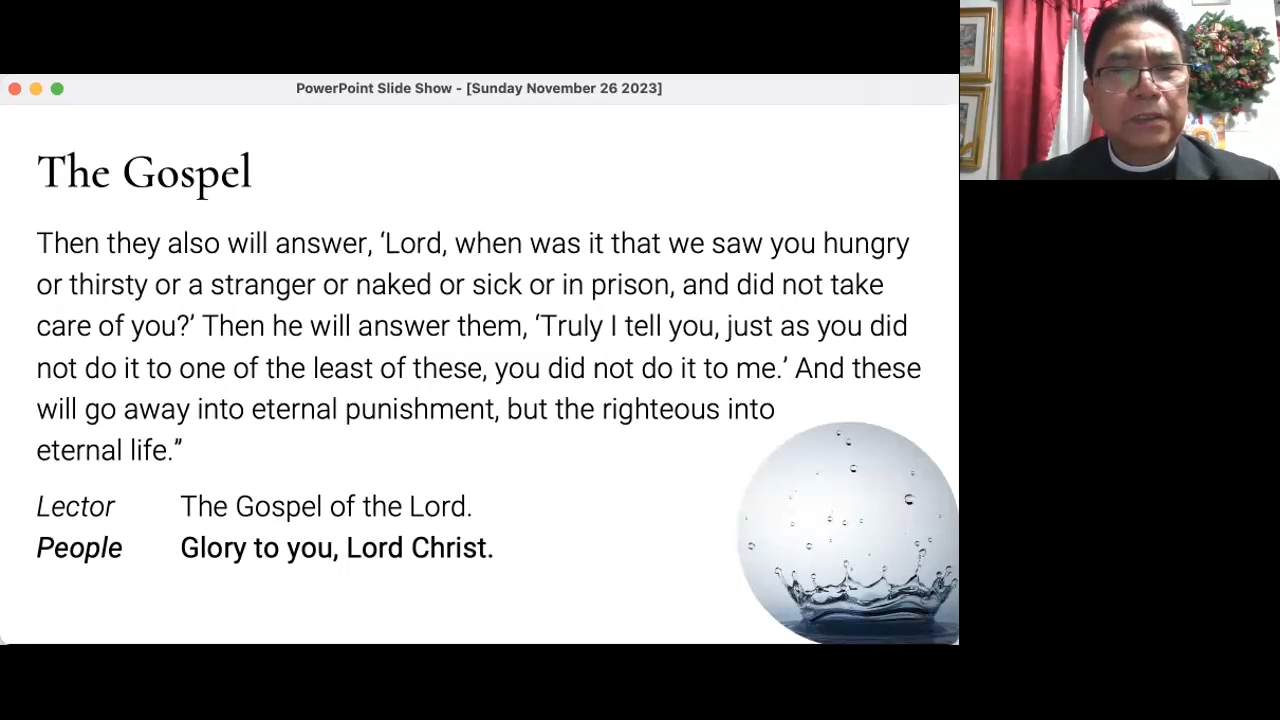 PowerPoint Slide Show - [Sunday November 26 2023]
The Gospel
Then they also will answer, ‘Lord, when was it that we saw you hungry
or thirsty or a stranger or naked or sick or in prison, and did not take
care of you?’ Then he will answer them, ‘Truly I tell you, just as you did
not do it to one of the least of these, you did not do it to me.’ And these
will go away into eternal punishment, but the righteous into
eternal life.”
Lector The Gospel of the Lord.
People Glory to you, Lord Christ.